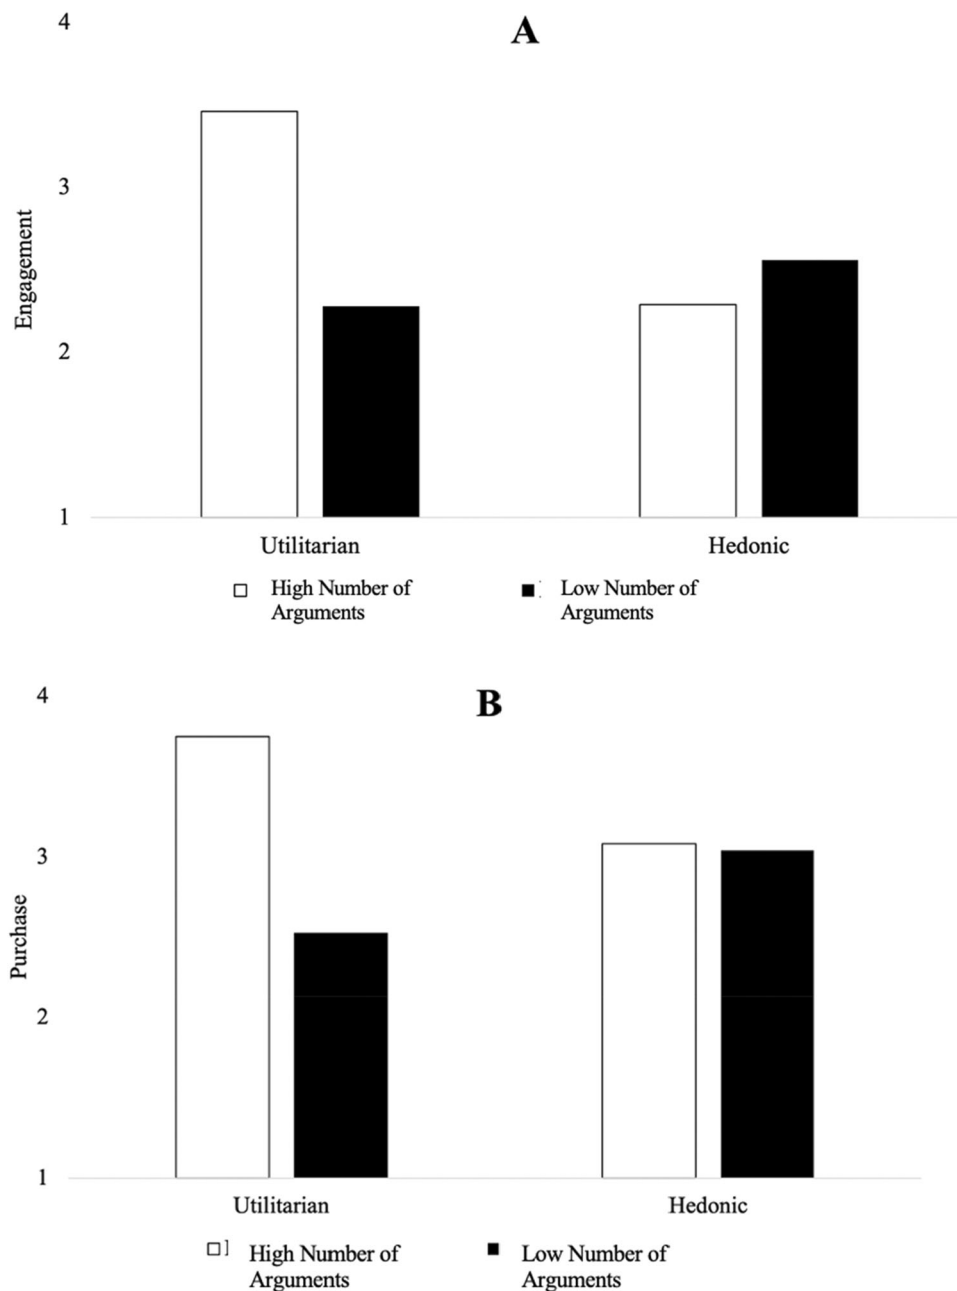 A
4
3
2
1
Engagement
Utilitarian
Hedonic
High Number of
Arguments
Low Number of
Arguments
B
4
3
2
1
Purchase
Utilitarian
Hedonic
High Number of
Arguments
Low Number of
Arguments